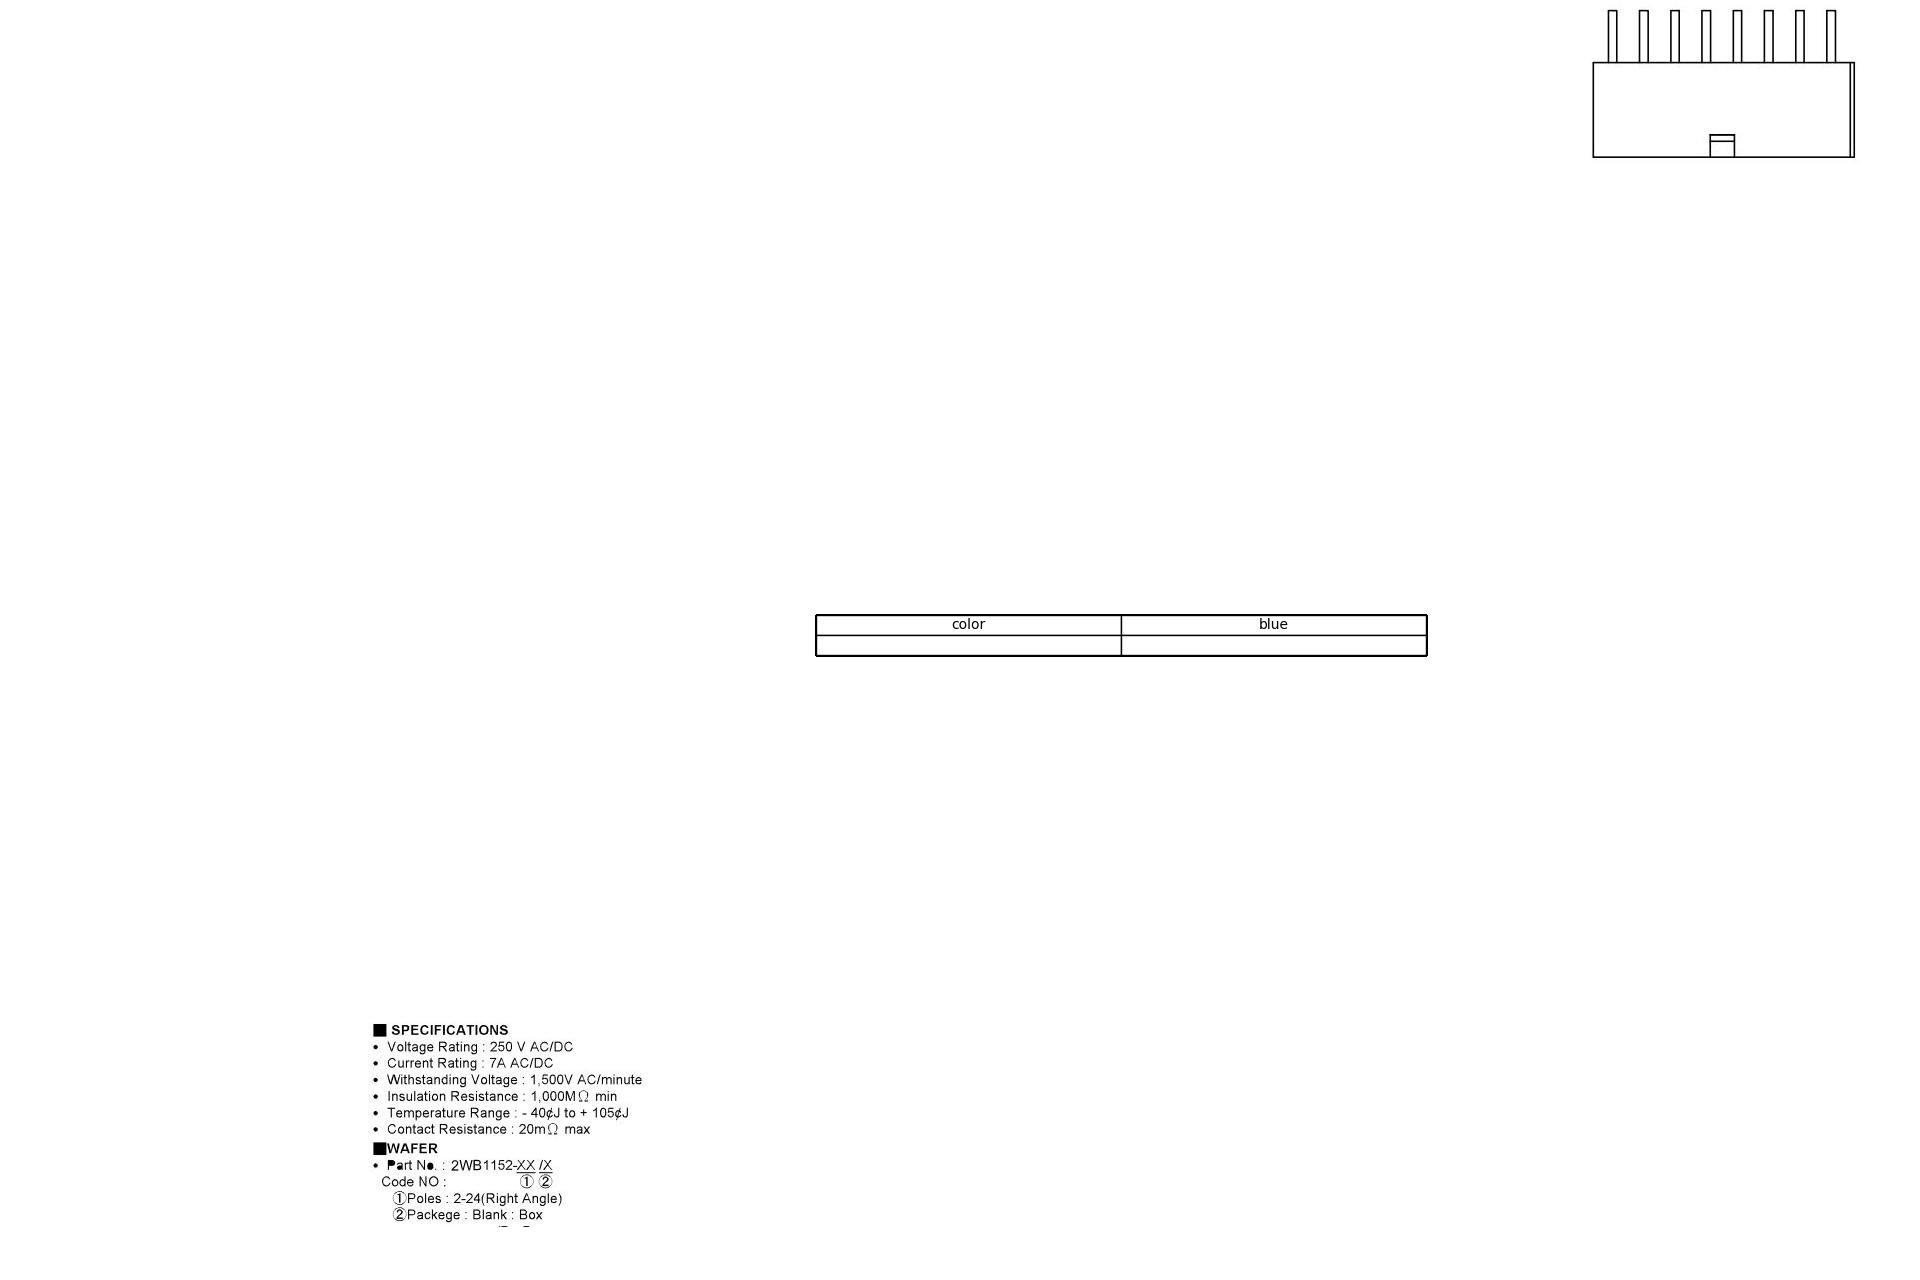 color blue
■ SPECIFICATIONS
• Voltage Rating : 250 V AC/DC
• Current Rating : 7A AC/DC
• Withstanding Voltage : 1,500V AC/minute
• Insulation Resistance : 1,000MΩ min
• Temperature Range : - 40¢J to + 105¢J
• Contact Resistance : 20mΩ max
■WAFER
• Part No. : 2WB1152-XX /X
Code NO : ① ②
①Poles : 2-24(Right Angle)
②Packege : Blank : Box